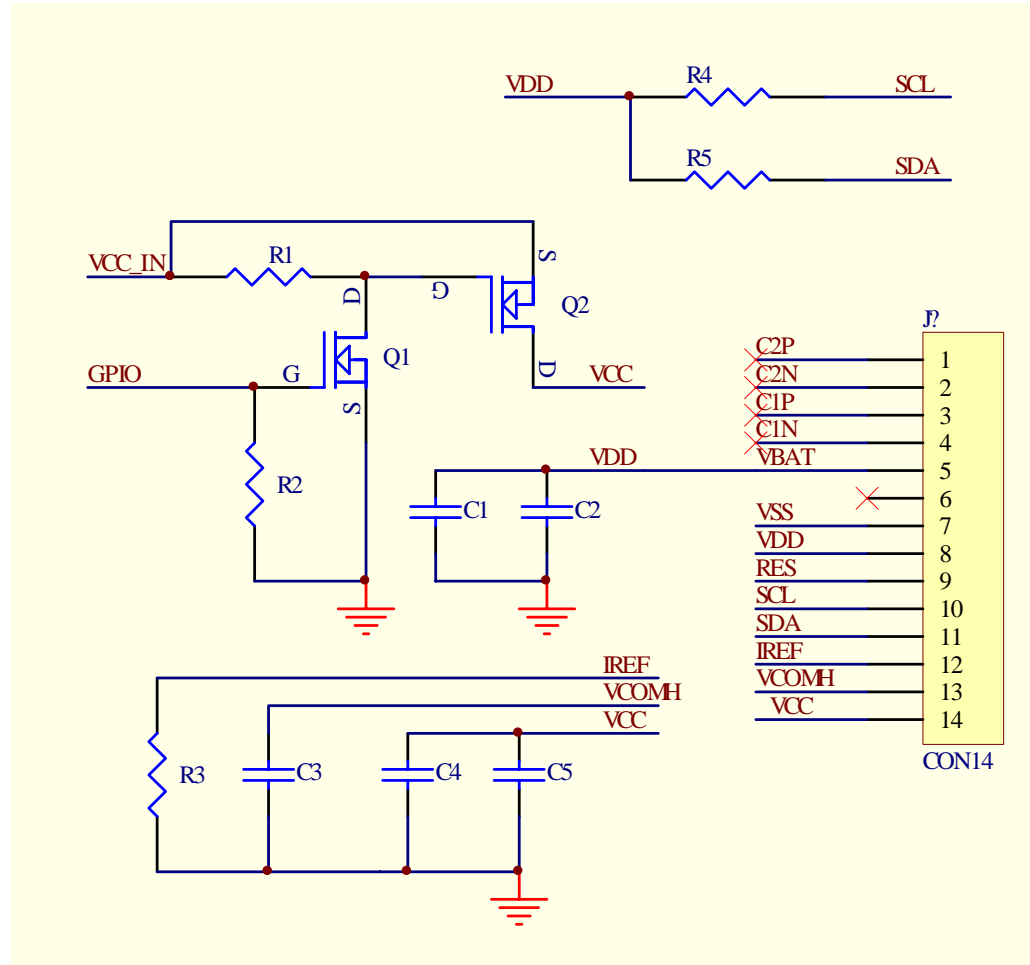 VDD
R4
SCL
R5
SDA
VCC_IN
R1
D
G
S
Q2
D
VCC
GPIO
G
Q1
S
R2
VDD
C1
C2
J?
C2P 1
C2N 2
C1P 3
C1N 4
VBAT 5
6
VSS 7
VDD 8
RES 9
SCL 10
SDA 11
IREF 12
VCOMH 13
VCC 14
CON14
IREF
VCOMH
VCC
R3
C3
C4
C5